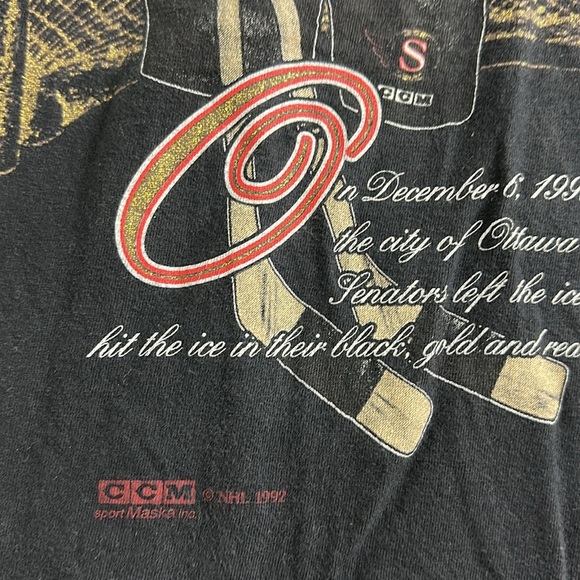 S
CCM
On December 6, 199
the city of Ottawa
Senators left the ice
hit the ice in their black, gold and red
CCM © NHL 1992
sport Maska Inc.